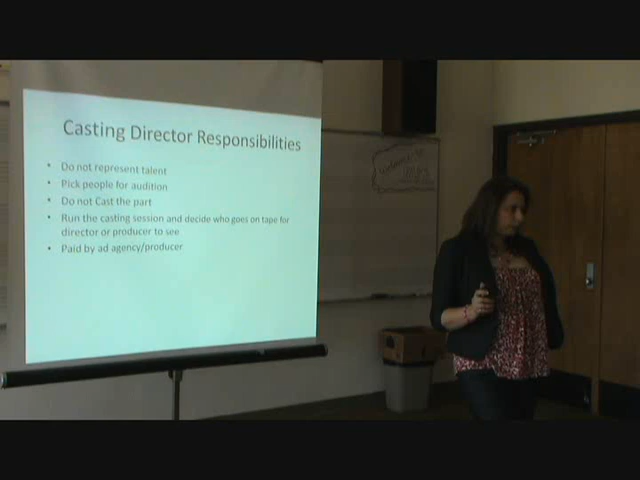 Casting Director Responsibilities
• Do not represent talent
• Pick people for audition
• Do not Cast the part
• Run the casting session and decide who goes on tape for
director or producer to see
• Paid by ad agency/producer